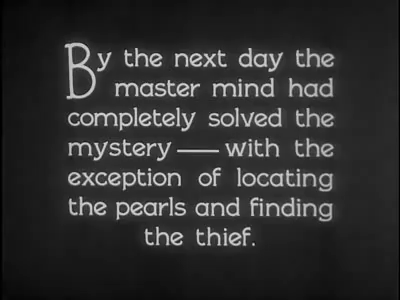 By the next day the
master mind had
completely solved the
mystery — with the
exception of locating
the pearls and finding
the thief.